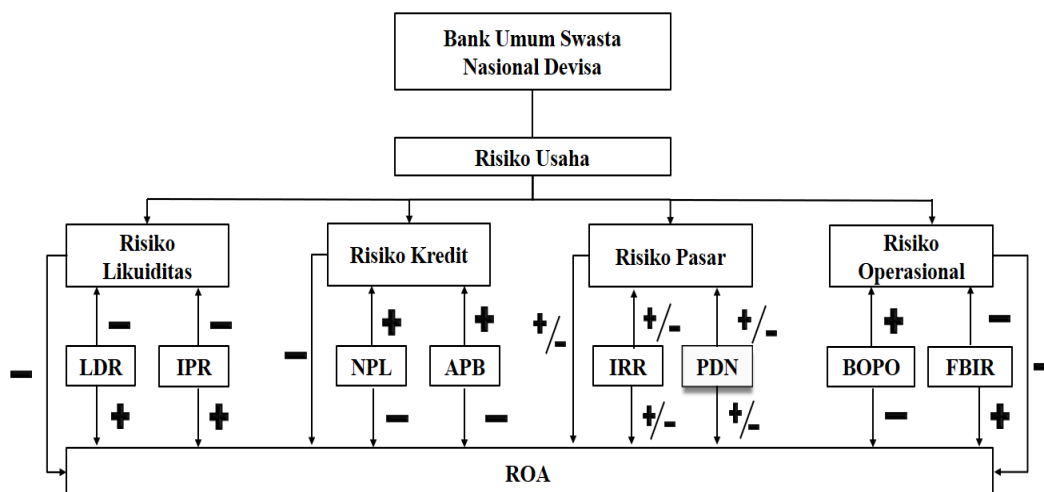 Bank Umum Swasta
Nasional Devisa
Risiko Usaha
Risiko
Likuiditas
Risiko Kredit
Risiko Pasar
Risiko
Operasional
− − + + +/− +/− +/− + −
LDR IPR NPL APB IRR PDN BOPO FBIR
− − −
+ + − − +/− +/− − +
ROA